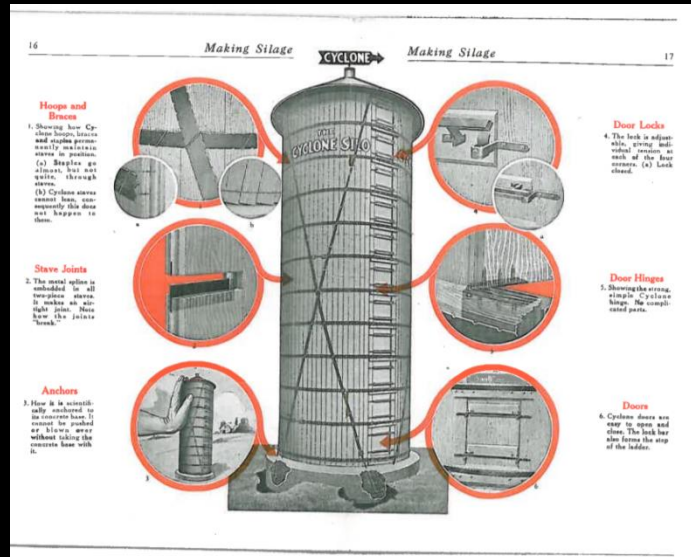 16
Making Silage
CYCLONE
Making Silage
17
Hoops and
Braces
1. Showing how Cy-
clone hoops, braces
and staples perma-
nently maintain
staves in position.
(a) Staples go
almost, but not
quite, through
staves.
(b) Cyclone staves
cannot lean, con-
sequently this does
not happen to
them.
a
b
Stave Joints
2. The metal spline is
embedded in all
two-piece staves.
It makes an air-
tight joint. Note
how the joints
"break."
Anchors
3. How it is scientifi-
cally anchored to
its concrete base. It
cannot be pushed
or blown over
without taking the
concrete base with
it.
3
THE
CYCLONE SILO
Door Locks
4. The lock is adjust-
able, giving indi-
vidual tension at
each of the four
corners. (a) Lock
closed.
4
a
Door Hinges
5. Showing the strong,
simple Cyclone
hinge. No compli-
cated parts.
Doors
6. Cyclone doors are
easy to open and
close. The lock bar
also forms the stop
of the ladder.
6